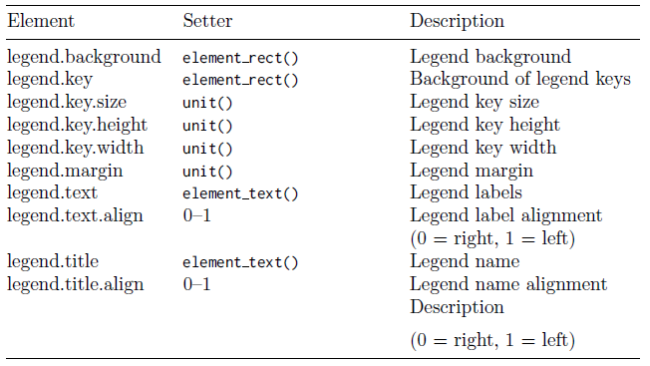 Element Setter Description
legend.background element_rect() Legend background
legend.key element_rect() Background of legend keys
legend.key.size unit() Legend key size
legend.key.height unit() Legend key height
legend.key.width unit() Legend key width
legend.margin unit() Legend margin
legend.text element_text() Legend labels
legend.text.align 0–1 Legend label alignment
(0 = right, 1 = left)
legend.title element_text() Legend name
legend.title.align 0–1 Legend name alignment
Description
(0 = right, 1 = left)